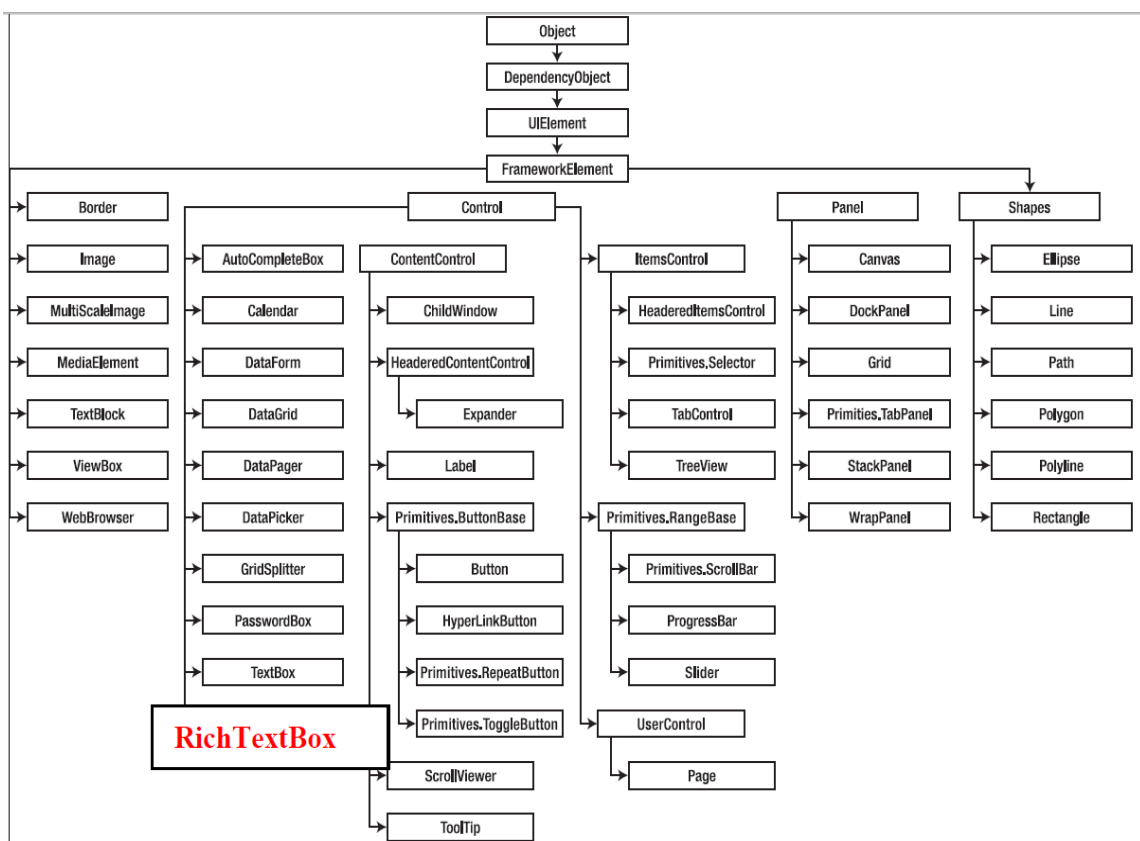 Object
DependencyObject
UIElement
FrameworkElement
Border
Control
Panel
Shapes
Image
AutoCompleteBox
ContentControl
ItemsControl
Canvas
Ellipse
MultiScaleImage
Calendar
ChildWindow
HeaderedItemsControl
DockPanel
Line
MediaElement
DataForm
HeaderedContentControl
Primitives.Selector
Grid
Path
TextBlock
DataGrid
Expander
TabControl
Primities.TabPanel
Polygon
ViewBox
DataPager
Label
TreeView
StackPanel
Polyline
WebBrowser
DataPicker
Primitives.ButtonBase
Primitives.RangeBase
WrapPanel
Rectangle
GridSplitter
Button
Primitives.ScrollBar
PasswordBox
HyperLinkButton
ProgressBar
TextBox
Primitives.RepeatButton
Slider
RichTextBox
Primitives.ToggleButton
UserControl
ScrollViewer
Page
ToolTip